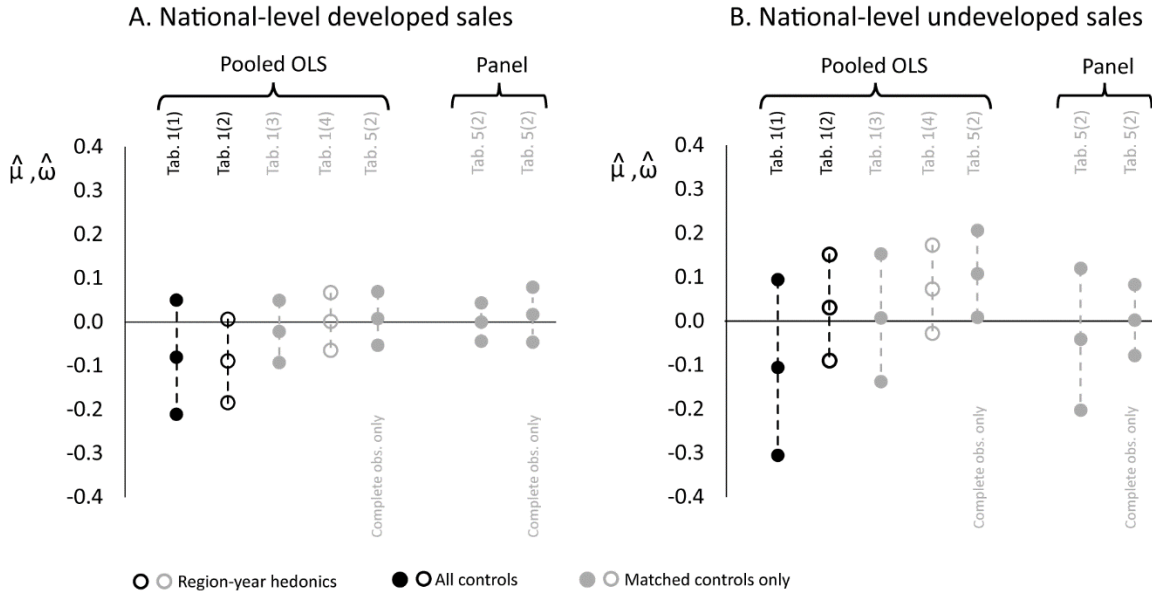 A. National-level developed sales
Pooled OLS
Panel
Tab. 1(1)
Tab. 1(2)
Tab. 1(3)
Tab. 1(4)
Tab. 5(2)
Tab. 5(2)
Tab. 5(2)
μ̂ , ω̂
0.4
0.3
0.2
0.1
0.0
-0.1
-0.2
-0.3
-0.4
Complete obs. only
Complete obs. only
B. National-level undeveloped sales
Pooled OLS
Panel
Tab. 1(1)
Tab. 1(2)
Tab. 1(3)
Tab. 1(4)
Tab. 5(2)
Tab. 5(2)
Tab. 5(2)
μ̂ , ω̂
0.4
0.3
0.2
0.1
0.0
-0.1
-0.2
-0.3
-0.4
Complete obs. only
Complete obs. only
Region-year hedonics
All controls
Matched controls only